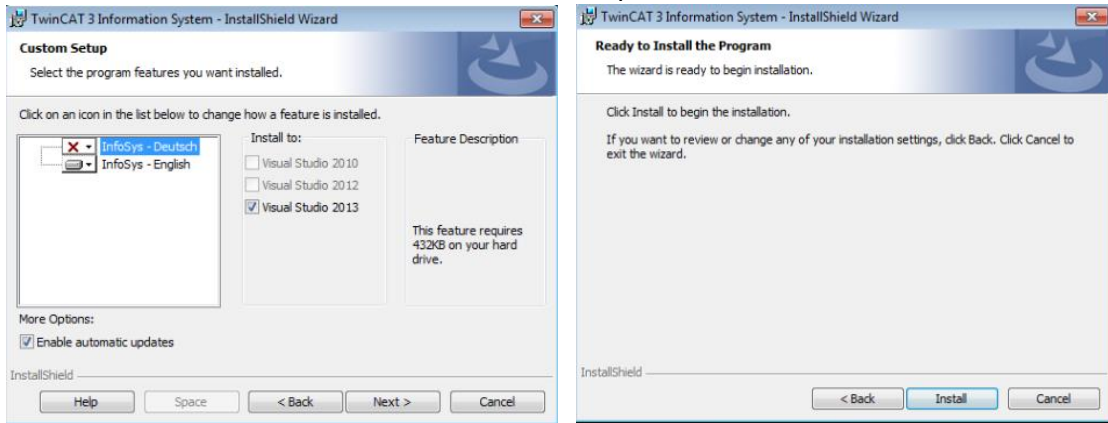 TwinCAT 3 Information System - InstallShield Wizard
Custom Setup
Select the program features you want installed.
Click on an icon in the list below to change how a feature is installed.
InfoSys - Deutsch
InfoSys - English
Install to:
Visual Studio 2010
Visual Studio 2012
Visual Studio 2013
Feature Description
This feature requires
432KB on your hard
drive.
More Options:
Enable automatic updates
InstallShield
Help
Space
< Back
Next >
Cancel
TwinCAT 3 Information System - InstallShield Wizard
Ready to Install the Program
The wizard is ready to begin installation.
Click Install to begin the installation.
If you want to review or change any of your installation settings, click Back. Click Cancel to
exit the wizard.
InstallShield
< Back
Install
Cancel